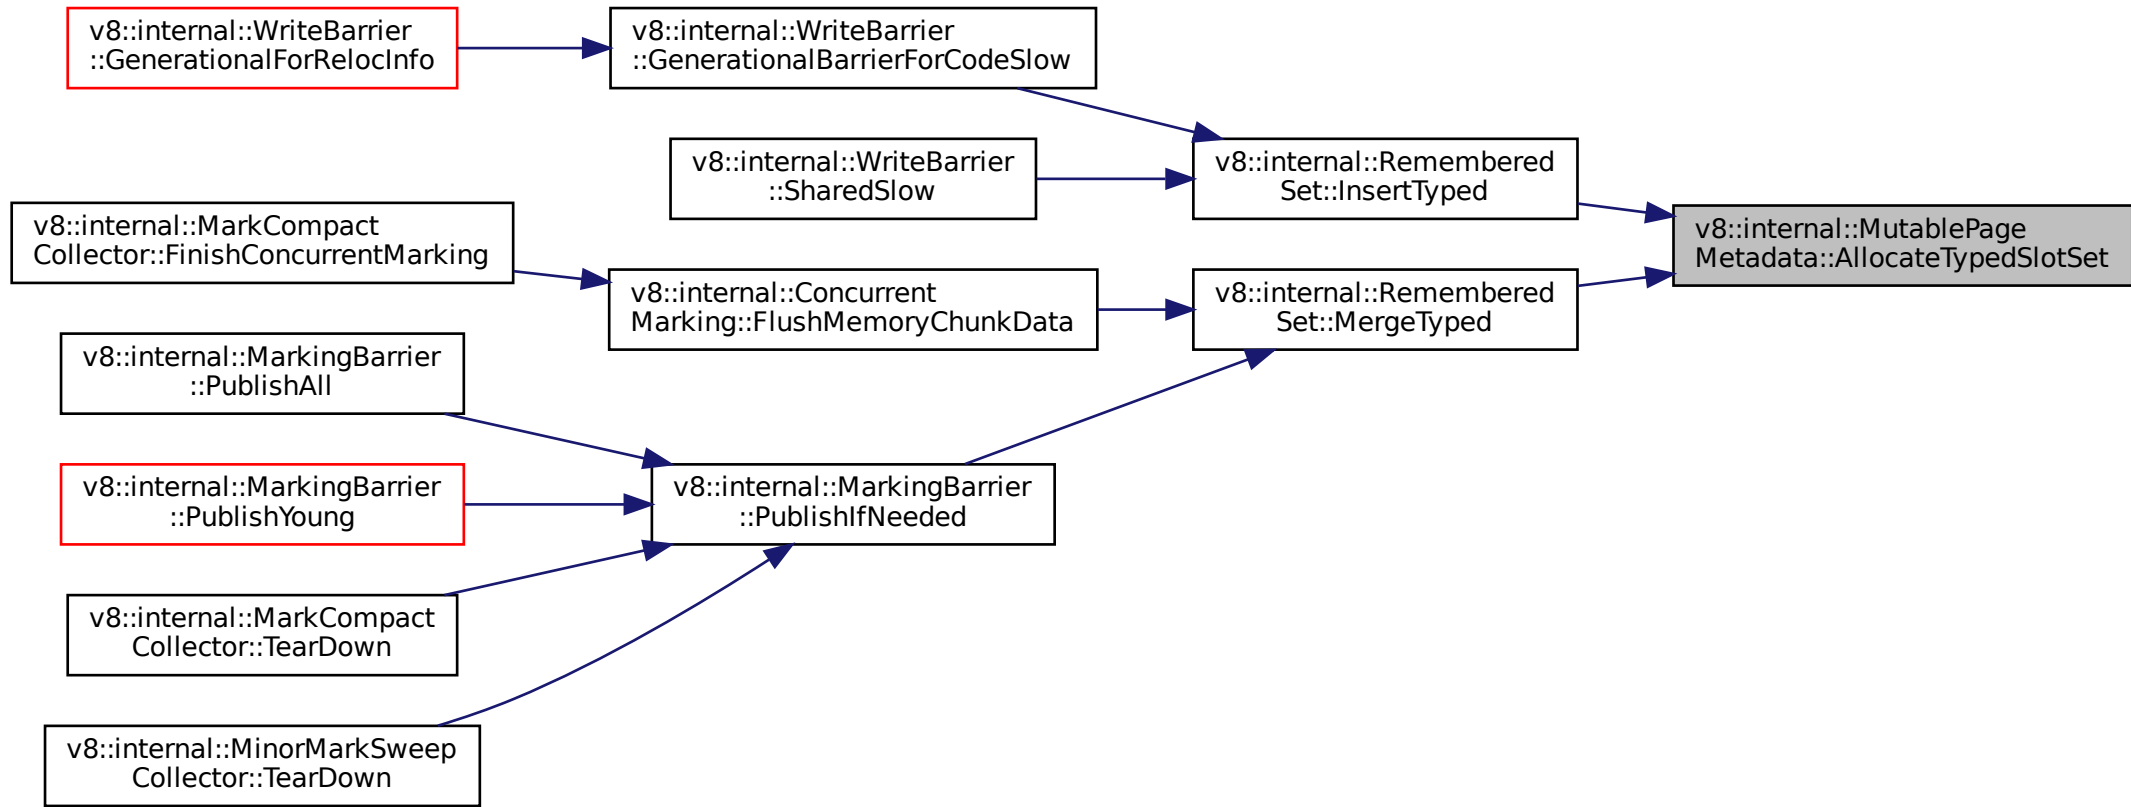 v8::internal::WriteBarrier
::GenerationalForRelocInfo
v8::internal::WriteBarrier
::GenerationalBarrierForCodeSlow
v8::internal::WriteBarrier
::SharedSlow
v8::internal::Remembered
Set::InsertTyped
v8::internal::MutablePage
Metadata::AllocateTypedSlotSet
v8::internal::MarkCompact
Collector::FinishConcurrentMarking
v8::internal::Concurrent
Marking::FlushMemoryChunkData
v8::internal::Remembered
Set::MergeTyped
v8::internal::MarkingBarrier
::PublishAll
v8::internal::MarkingBarrier
::PublishYoung
v8::internal::MarkingBarrier
::PublishIfNeeded
v8::internal::MarkCompact
Collector::TearDown
v8::internal::MinorMarkSweep
Collector::TearDown